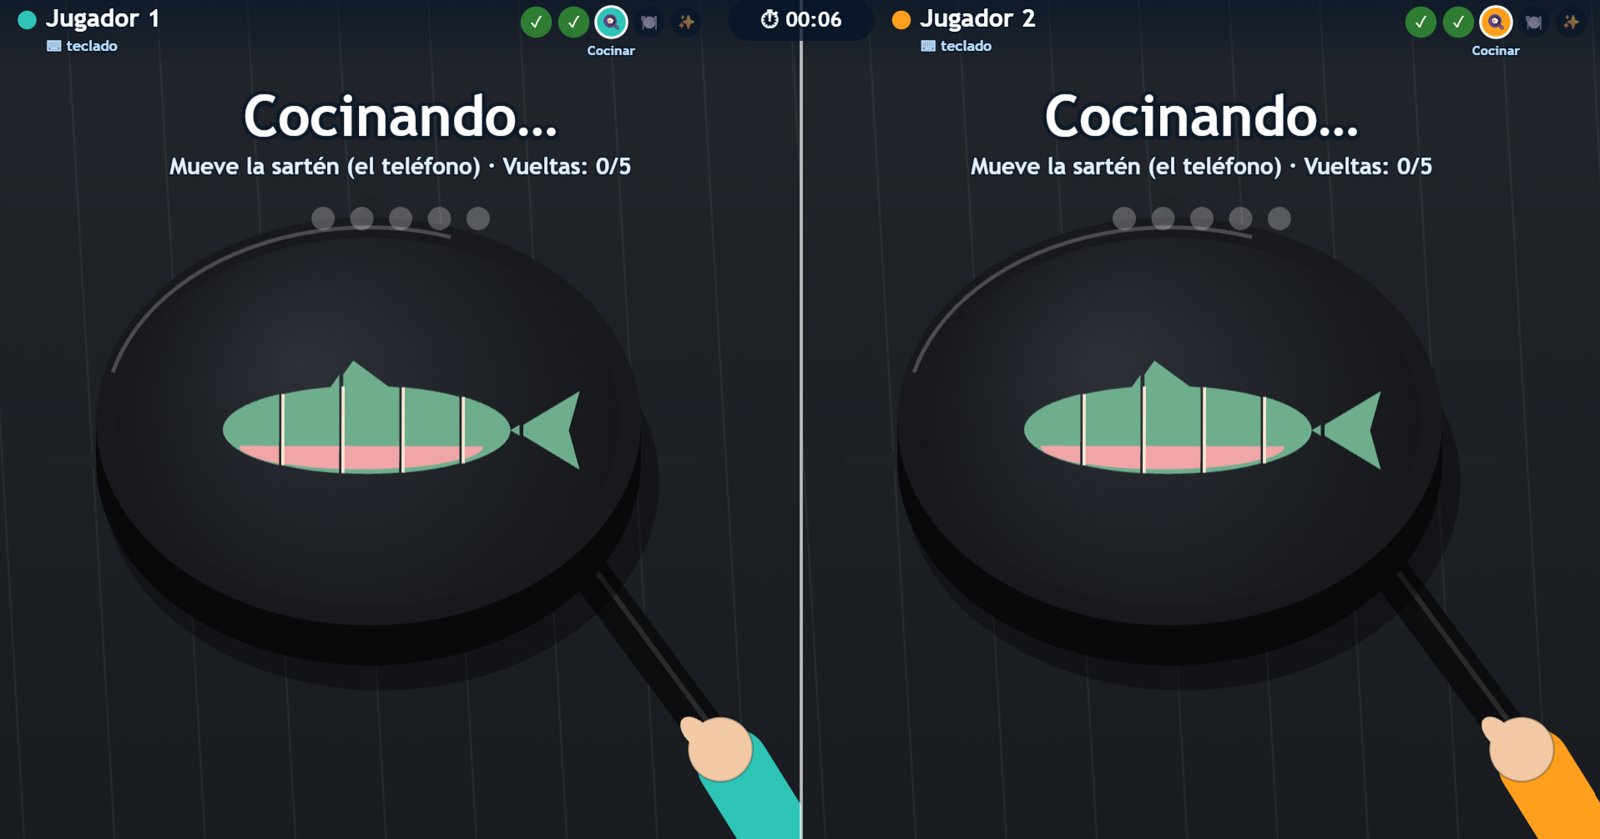 Jugador 1
teclado
Cocinar
Cocinando...
Mueve la sartén (el teléfono) · Vueltas: 0/5
00:06
Jugador 2
teclado
Cocinar
Cocinando...
Mueve la sartén (el teléfono) · Vueltas: 0/5